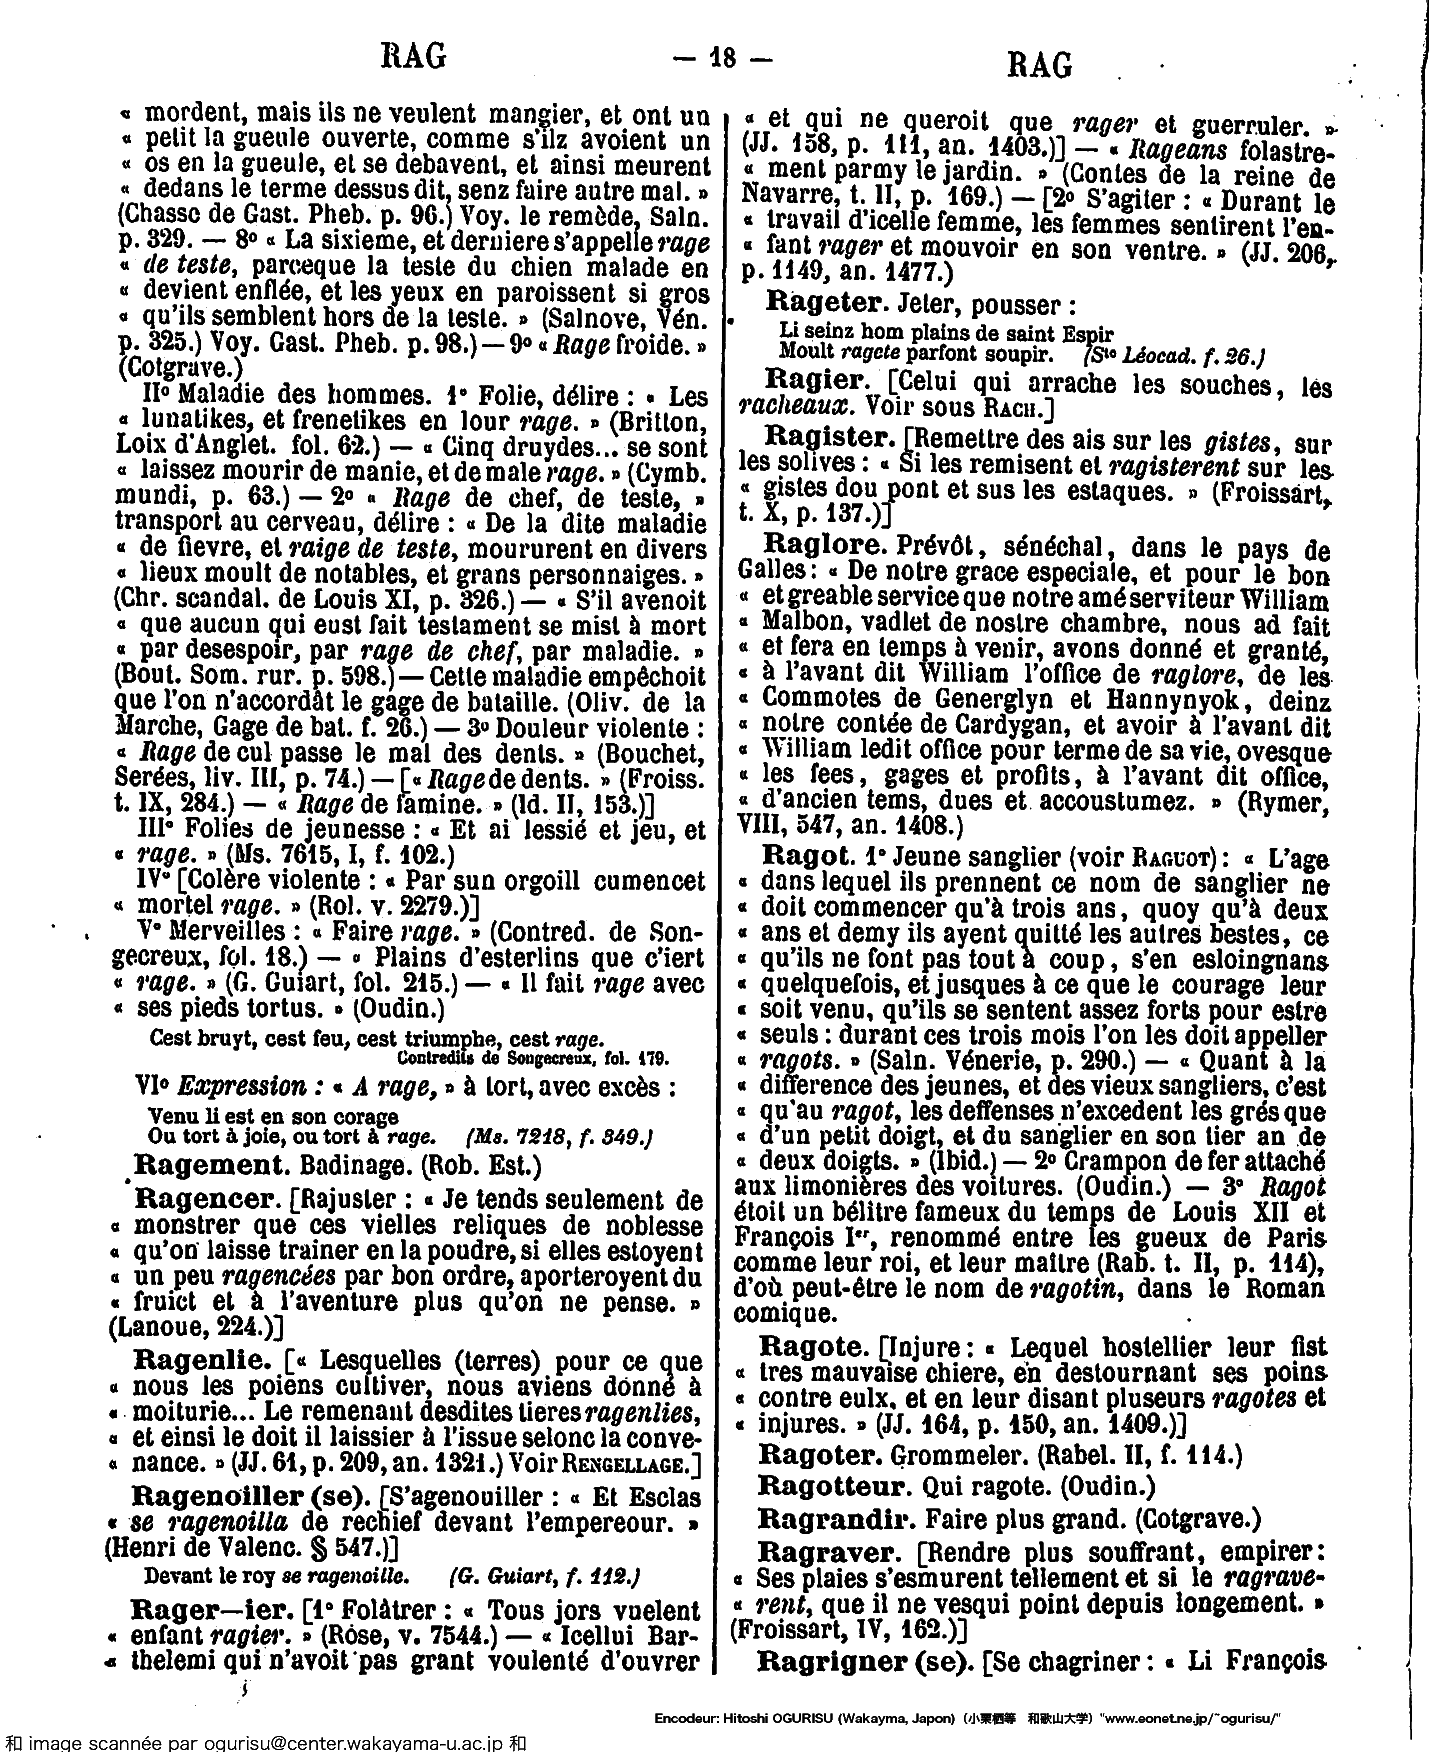 RAG
— 18 —
RAG
« mordent, mais ils ne veulent mangier, et ont un
« petit la gueule ouverte, comme s'ilz avoient un
« os en la gueule, et se debavent, et ainsi meurent
« dedans le terme dessus dit, senz faire autre mal. »
(Chasse de Gast. Pheb. p. 96.) Voy. le remède, Saln.
p. 329. — 8º « La sixieme, et derniere s'appelle rage
« de teste, parceque la teste du chien malade en
« devient enflée, et les yeux en paroissent si gros
« qu'ils semblent hors de la teste. » (Salnove, Vén.
p. 325.) Voy. Gast. Pheb. p. 98.) — 9º « Rage froide. »
(Cotgrave.)
IIº Maladie des hommes. 1º Folie, délire : « Les
« lunatikes, et frenetikes en lour rage. » (Britton,
Loix d'Anglet. fol. 62.) — « Cinq druydes... se sont
« laissez mourir de manie, et de male rage. » (Cymb.
mundi, p. 63.) — 2º « Rage de chef, de teste, »
transport au cerveau, délire : « De la dite maladie
« de fievre, et raige de teste, moururent en divers
« lieux moult de notables, et grans personnaiges. »
(Chr. scandal. de Louis XI, p. 326.) — « S'il avenoit
« que aucun qui eust fait testament se mist à mort
« par desespoir, par rage de chef, par maladie. »
(Bout. Som. rur. p. 598.) — Cette maladie empêchoit
que l'on n'accordât le gage de bataille. (Oliv. de la
Marche, Gage de bat. f. 26.) — 3º Douleur violente :
« Rage de cul passe le mal des dents. » (Bouchet,
Serées, liv. III, p. 74.) — [« Rage de dents. » (Froiss.
t. IX, 284.) — « Rage de famine. » (Id. II, 153.)]
IIIº Folies de jeunesse : « Et ai lessié et jeu, et
« rage. » (Ms. 7615, I, f. 102.)
IVº [Colère violente : « Par sun orgoill cumencet
« mortel rage. » (Rol. v. 2279.)]
Vº Merveilles : « Faire rage. » (Contred. de Son-
gecreux, fol. 18.) — « Plains d'esterlins que c'iert
« rage. » (G. Guiart, fol. 215.) — « Il fait rage avec
« ses pieds tortus. » (Oudin.)
Cest bruyt, cest feu, cest triumphe, cest rage.
Contredits de Songecreux, fol. 179.
VIº Expression : « A rage, » à tort, avec excès :
Venu li est en son corage
Ou tort à joie, ou tort à rage. (Ms. 7218, f. 349.)
Ragement. Badinage. (Rob. Est.)
Ragencer. [Rajuster : « Je tends seulement de
« monstrer que ces vielles reliques de noblesse
« qu'on laisse trainer en la poudre, si elles estoyent
« un peu ragencées par bon ordre, aporteroyent du
« fruict et à l'aventure plus qu'on ne pense. »
(Lanoue, 224.)]
Ragenlie. [« Lesquelles (terres) pour ce que
« nous les poiens cultiver, nous aviens donné à
« moiturie... Le remenant desdites tieres ragenlies,
« et einsi le doit il laissier à l'issue selonc la conve-
« nance. » (JJ. 61, p. 209, an. 1321.) Voir RENGELLAGE.]
Ragenoiller (se). [S'agenouiller : « Et Esclas
« se ragenoilla de rechief devant l'empereour. »
(Henri de Valenc. § 547.)]
Devant le roy se ragenoille. (G. Guiart, f. 112.)
Rager—ier. [1º Folâtrer : « Tous jors vuelent
« enfant ragier. » (Rose, v. 7544.) — « Icellui Bar-
« thelemi qui n'avoit pas grant voulenté d'ouvrer
« et qui ne queroit que rager et guerruler. »
(JJ. 158, p. 111, an. 1403.)] — « Rageans folastre-
« ment parmy le jardin. » (Contes de la reine de
Navarre, t. II, p. 169.) — [2º S'agiter : « Durant le
« travail d'icelle femme, les femmes sentirent l'en-
« fant rager et mouvoir en son ventre. » (JJ. 206,
p. 1149, an. 1477.)
Rageter. Jeter, pousser :
Li seinz hom plains de saint Espir
Moult ragete parfont soupir. (Ste Léocad. f. 26.)
Ragier. [Celui qui arrache les souches, les
racheaux. Voir sous RACH.]
Ragister. [Remettre des ais sur les gistes, sur
les solives : « Si les remisent et ragisterent sur les
« gistes dou pont et sus les estaques. » (Froissart,
t. X, p. 137.)]
Raglore. Prévôt, sénéchal, dans le pays de
Galles : « De notre grace especiale, et pour le bon
« et greable service que notre amé serviteur William
« Malbon, vadlet de nostre chambre, nous ad fait
« et fera en temps à venir, avons donné et granté,
« à l'avant dit William l'office de raglore, de les
« Commotes de Generglyn et Hannynyok, deinz
« notre contée de Cardygan, et avoir à l'avant dit
« William ledit office pour terme de sa vie, ovesque
« les fees, gages et profits, à l'avant dit office,
« d'ancien tems, dues et accoustumez. » (Rymer,
VIII, 547, an. 1408.)
Ragot. 1º Jeune sanglier (voir RAGUOT) : « L'age
« dans lequel ils prennent ce nom de sanglier ne
« doit commencer qu'à trois ans, quoy qu'à deux
« ans et demy ils ayent quitté les autres bestes, ce
« qu'ils ne font pas tout à coup, s'en esloingnans
« quelquefois, et jusques à ce que le courage leur
« soit venu, qu'ils se sentent assez forts pour estre
« seuls : durant ces trois mois l'on les doit appeller
« ragots. » (Saln. Vénerie, p. 290.) — « Quant à la
« difference des jeunes, et des vieux sangliers, c'est
« qu'au ragot, les deffenses n'excedent les grés que
« d'un petit doigt, et du sanglier en son tier an de
« deux doigts. » (Ibid.) — 2º Crampon de fer attaché
aux limonières des voitures. (Oudin.) — 3º Ragot
étoit un bélitre fameux du temps de Louis XII et
François Ier, renommé entre les gueux de Paris
comme leur roi, et leur maître (Rab. t. II, p. 114),
d'où peut-être le nom de ragotin, dans le Roman
comique.
Ragote. [Injure : « Lequel hostellier leur fist
« tres mauvaise chiere, en destournant ses poins
« contre eulx, et en leur disant pluseurs ragotes et
« injures. » (JJ. 164, p. 150, an. 1409.)]
Ragoter. Grommeler. (Rabel. II, f. 114.)
Ragotteur. Qui ragote. (Oudin.)
Ragrandir. Faire plus grand. (Cotgrave.)
Ragraver. [Rendre plus souffrant, empirer :
« Ses plaies s'esmurent tellement et si le ragrave-
« rent, que il ne vesqui point depuis longement. »
(Froissart, IV, 162.)]
Ragrigner (se). [Se chagriner : « Li François
Encodeur: Hitoshi OGURISU (Wakayma, Japon) (小栗栖等 和歌山大学) "www.eonet.ne.jp/~ogurisu/"
和 image scannée par ogurisu@center.wakayama-u.ac.jp 和